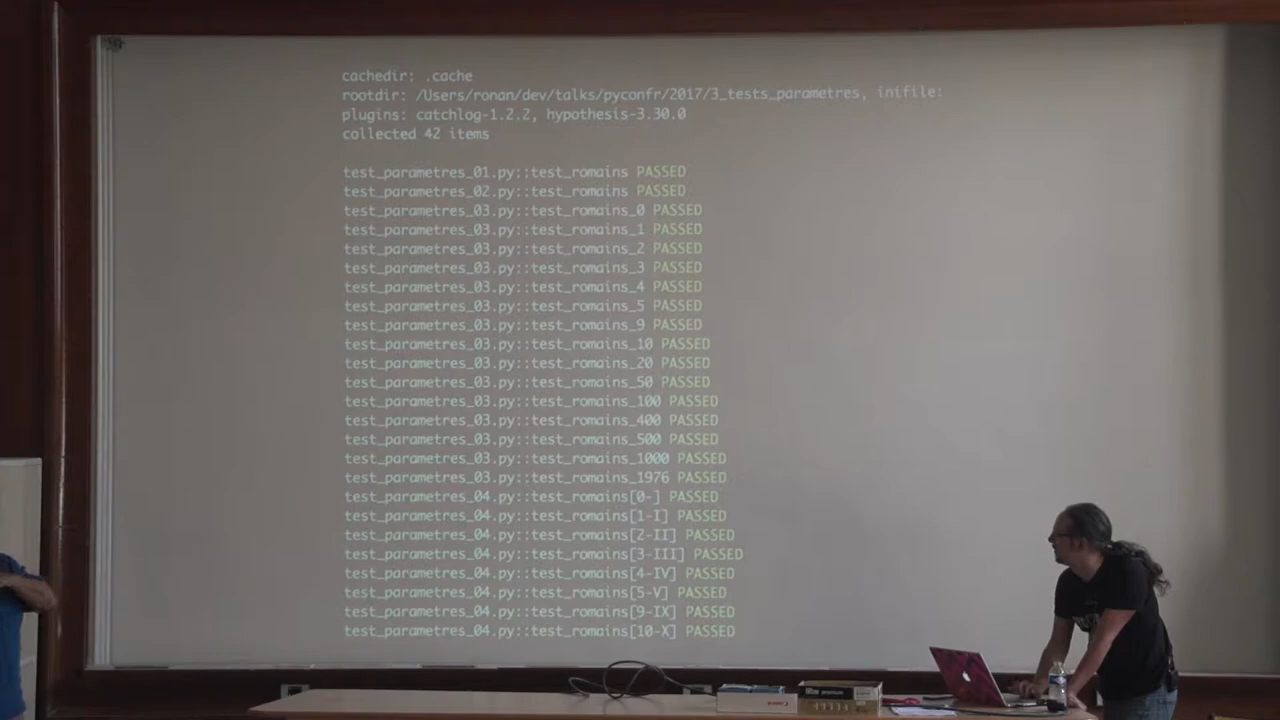 cachedir: .cache
rootdir: /Users/ronan/dev/talks/pyconfr/2017/3_tests_parametres, inifile:
plugins: catchlog-1.2.2, hypothesis-3.30.0
collected 42 items
test_parametres_01.py::test_romains PASSED
test_parametres_02.py::test_romains PASSED
test_parametres_03.py::test_romains_0 PASSED
test_parametres_03.py::test_romains_1 PASSED
test_parametres_03.py::test_romains_2 PASSED
test_parametres_03.py::test_romains_3 PASSED
test_parametres_03.py::test_romains_4 PASSED
test_parametres_03.py::test_romains_5 PASSED
test_parametres_03.py::test_romains_9 PASSED
test_parametres_03.py::test_romains_10 PASSED
test_parametres_03.py::test_romains_20 PASSED
test_parametres_03.py::test_romains_50 PASSED
test_parametres_03.py::test_romains_100 PASSED
test_parametres_03.py::test_romains_400 PASSED
test_parametres_03.py::test_romains_500 PASSED
test_parametres_03.py::test_romains_1000 PASSED
test_parametres_03.py::test_romains_1976 PASSED
test_parametres_04.py::test_romains[0-] PASSED
test_parametres_04.py::test_romains[1-I] PASSED
test_parametres_04.py::test_romains[2-II] PASSED
test_parametres_04.py::test_romains[3-III] PASSED
test_parametres_04.py::test_romains[4-IV] PASSED
test_parametres_04.py::test_romains[5-V] PASSED
test_parametres_04.py::test_romains[9-IX] PASSED
test_parametres_04.py::test_romains[10-X] PASSED
Canon
premium